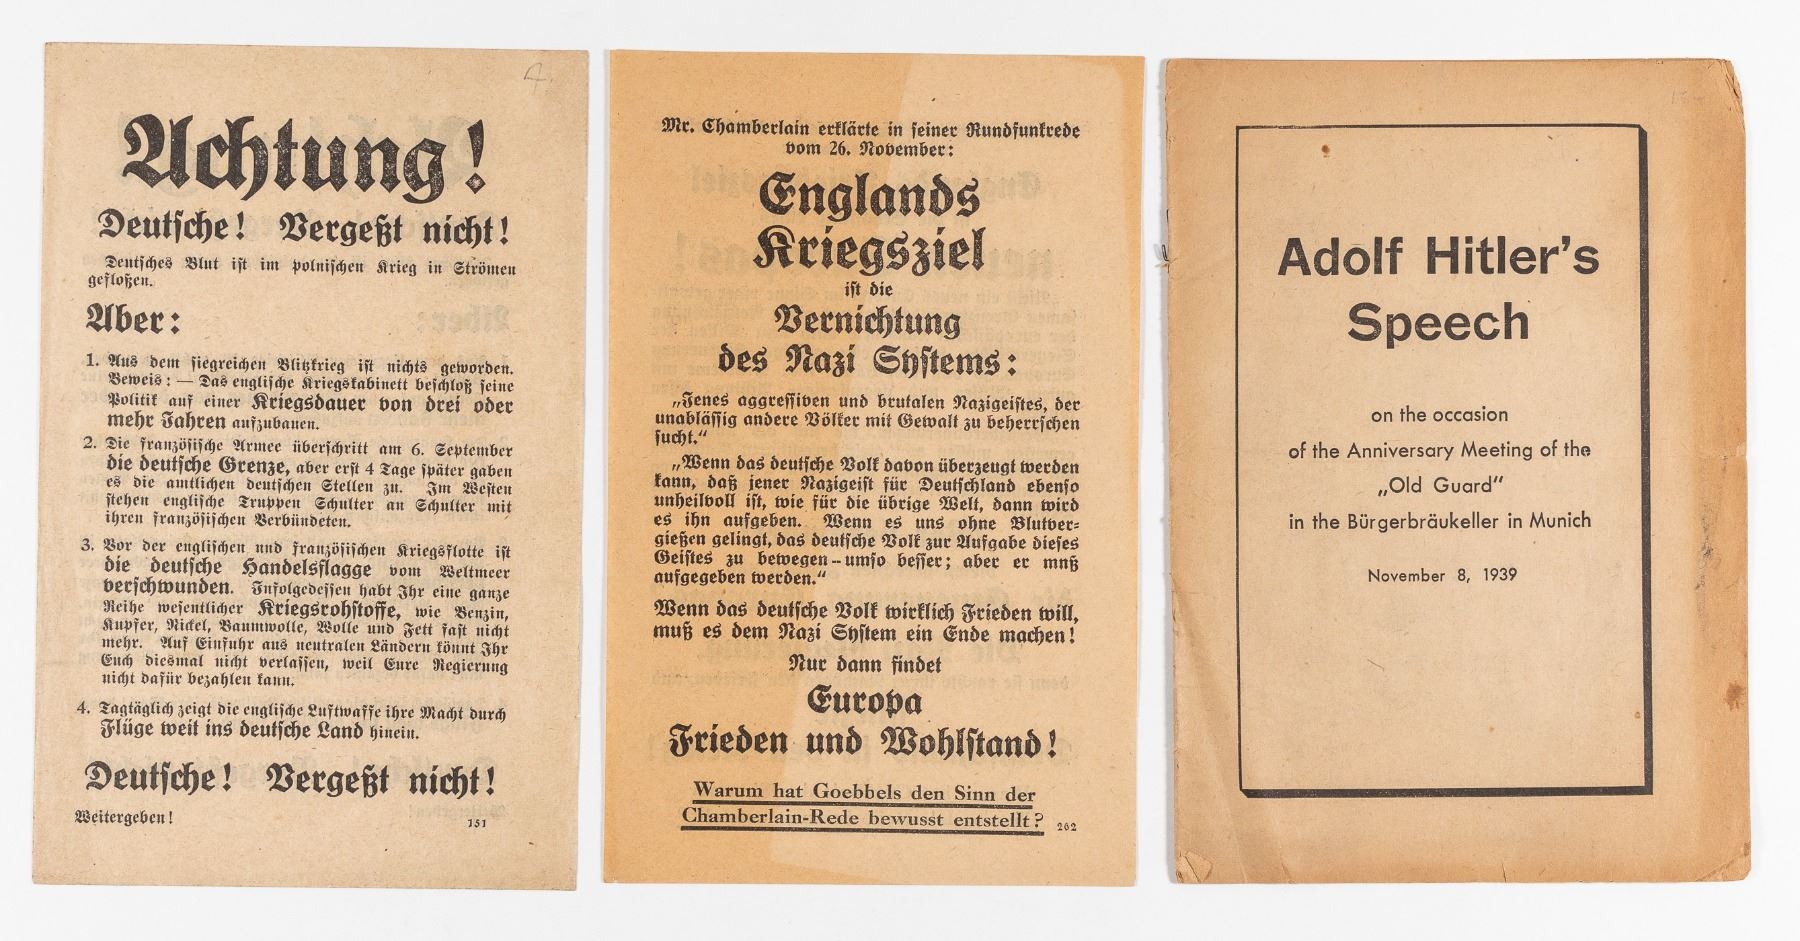 Achtung!
Deutsche! Vergeßt nicht!
Deutsches Blut ist im polnischen Krieg in Strömen
gefloßen.
Aber:
1. Aus dem siegreichen Blitzkrieg ist nichts geworden.
Beweis: — Das englische Kriegskabinett beschloß seine
Politik auf einer Kriegsdauer von drei oder
mehr Jahren aufzubauen.
2. Die französische Armee überschritt am 6. September
die deutsche Grenze, aber erst 4 Tage später gaben
es die amtlichen deutschen Stellen zu. Im Westen
stehen englische Truppen Schulter an Schulter mit
ihren französischen Verbündeten.
3. Vor der englischen und französischen Kriegsflotte ist
die deutsche Handelsflagge vom Weltmeer
verschwunden. Infolgedessen habt Ihr eine ganze
Reihe wesentlicher Kriegsrohstoffe, wie Benzin,
Kupfer, Nickel, Baumwolle, Wolle und Fett fast nicht
mehr. Auf Einfuhr aus neutralen Ländern könnt Ihr
Euch diesmal nicht verlassen, weil Eure Regierung
nicht dafür bezahlen kann.
4. Tagtäglich zeigt die englische Luftwaffe ihre Macht durch
Flüge weit ins deutsche Land hinein.
Deutsche! Vergeßt nicht!
Weitergeben!
151
Mr. Chamberlain erklärte in seiner Rundfunkrede
vom 26. November:
Englands
Kriegsziel
ist die
Vernichtung
des Nazi Systems:
„Jenes aggressiven und brutalen Nazigeistes, der
unablässig andere Völker mit Gewalt zu beherrschen
sucht.“
„Wenn das deutsche Volk davon überzeugt werden
kann, daß jener Nazigeist für Deutschland ebenso
unheilvoll ist, wie für die übrige Welt, dann wird
es ihn aufgeben. Wenn es uns ohne Blutver=
gießen gelingt, das deutsche Volk zur Aufgabe dieses
Geistes zu bewegen--umso besser; aber er mnß
aufgegeben werden.“
Wenn das deutsche Volk wirklich Frieden will,
muß es dem Nazi System ein Ende machen!
Nur dann findet
Europa
Frieden und Wohlstand!
Warum hat Goebbels den Sinn der
Chamberlain-Rede bewusst entstellt?
262
Adolf Hitler's
Speech
on the occasion
of the Anniversary Meeting of the
„Old Guard“
in the Bürgerbräukeller in Munich
November 8, 1939